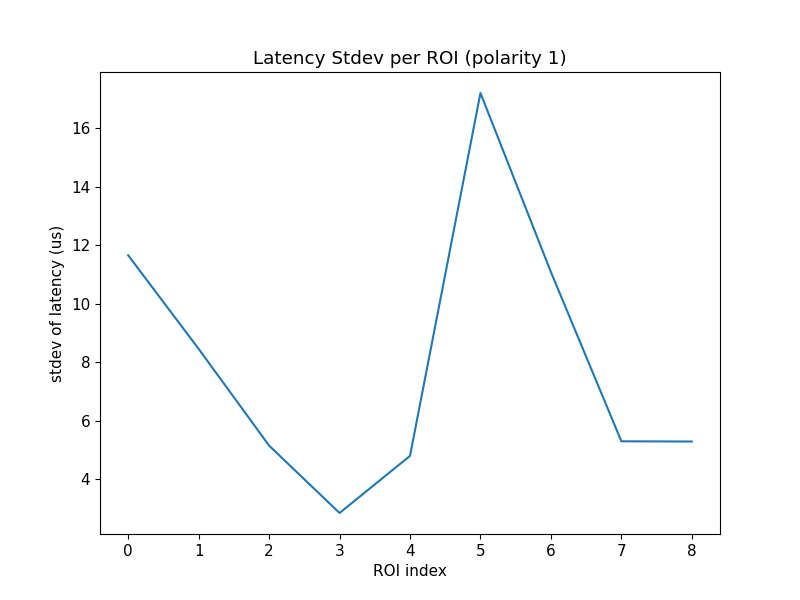 Latency Stdev per ROI (polarity 1)
16
14
12
10
8
6
4
stdev of latency (us)
0 1 2 3 4 5 6 7 8
ROI index